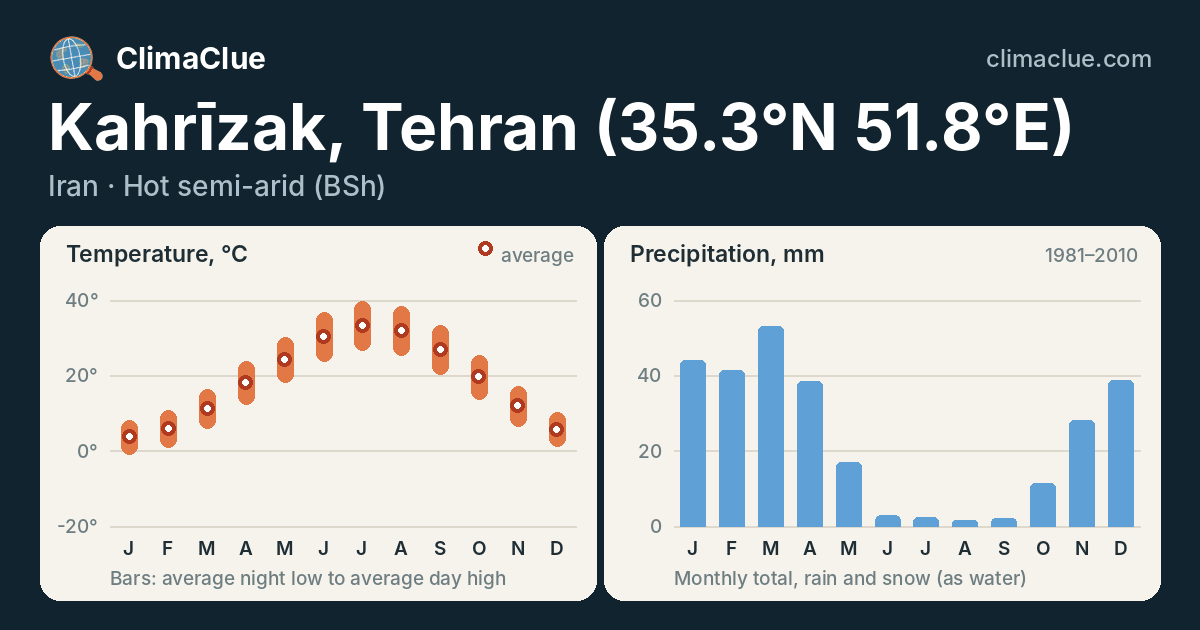 ClimaClue
climaclue.com
Kahrīzak, Tehran (35.3°N 51.8°E)
Iran · Hot semi-arid (BSh)
Temperature, °C
average
40°
20°
0°
-20°
J F M A M J J A S O N D
Bars: average night low to average day high
Precipitation, mm
1981–2010
60
40
20
0
J F M A M J J A S O N D
Monthly total, rain and snow (as water)